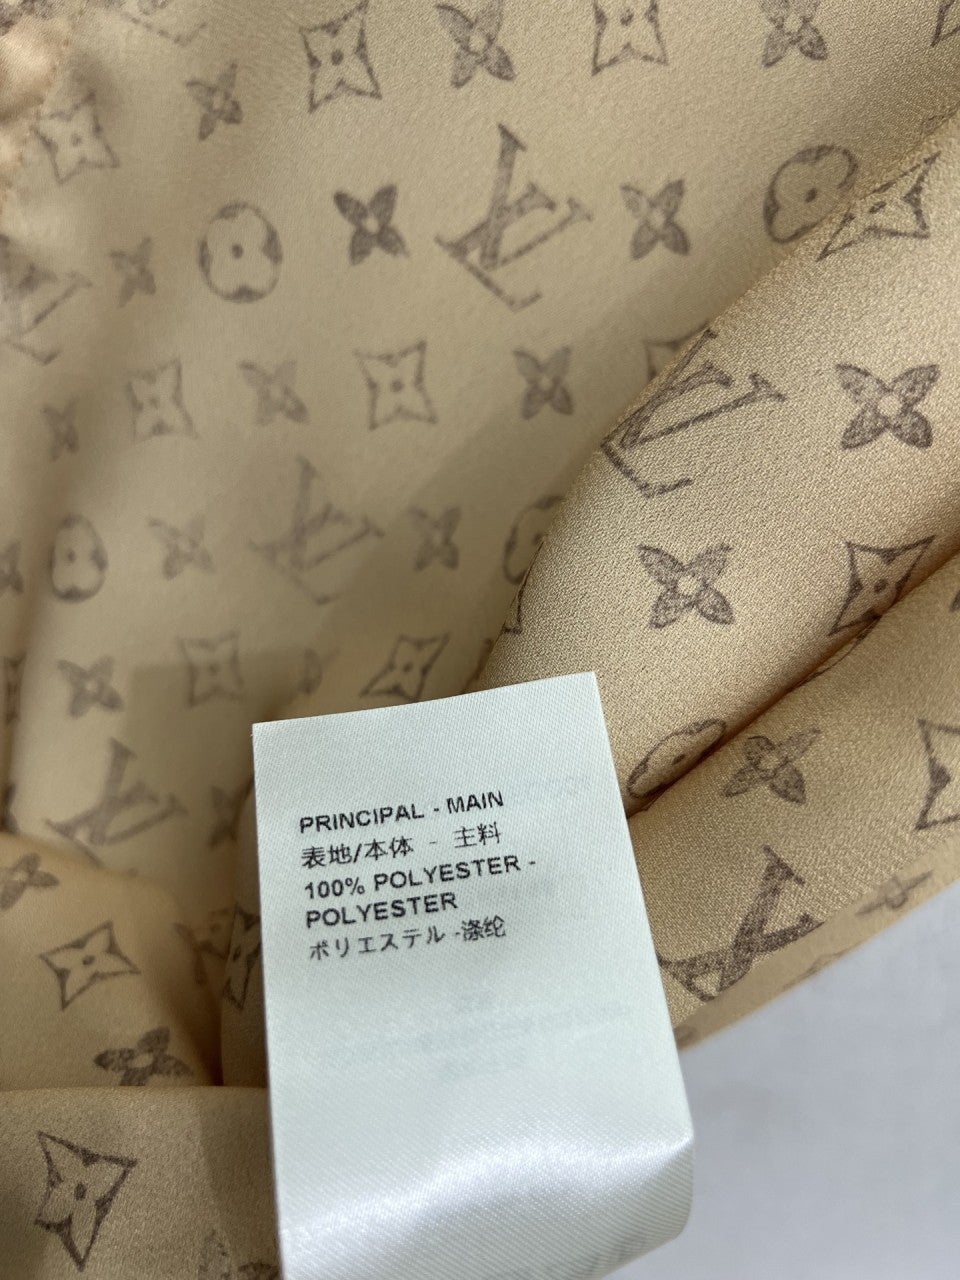 PRINCIPAL - MAIN
表地/本体 - 主料
100% POLYESTER -
POLYESTER
ポリエステル -涤纶